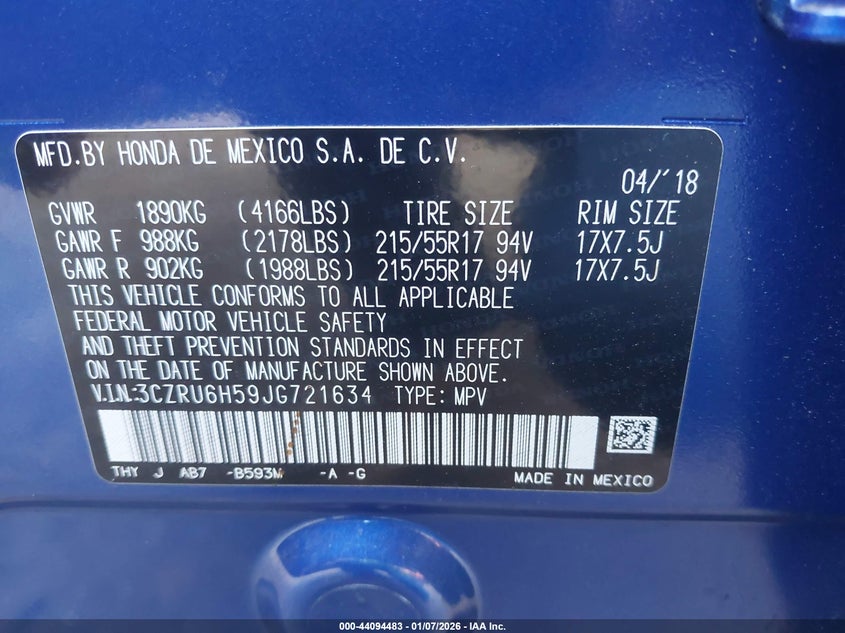 MFD.BY HONDA DE MEXICO S.A. DE C.V.
04/'18
GVWR 1890KG (4166LBS) TIRE SIZE RIM SIZE
GAWR F 988KG (2178LBS) 215/55R17 94V 17X7.5J
GAWR R 902KG (1988LBS) 215/55R17 94V 17X7.5J
THIS VEHICLE CONFORMS TO ALL APPLICABLE
FEDERAL MOTOR VEHICLE SAFETY
AND THEFT PREVENTION STANDARDS IN EFFECT
ON THE DATE OF MANUFACTURE SHOWN ABOVE.
V.I.N.:3CZRU6H59JG721634 TYPE: MPV
THY J AB7 -B593M -A -G MADE IN MEXICO
000-44094483 - 01/07/2026 - IAA Inc.